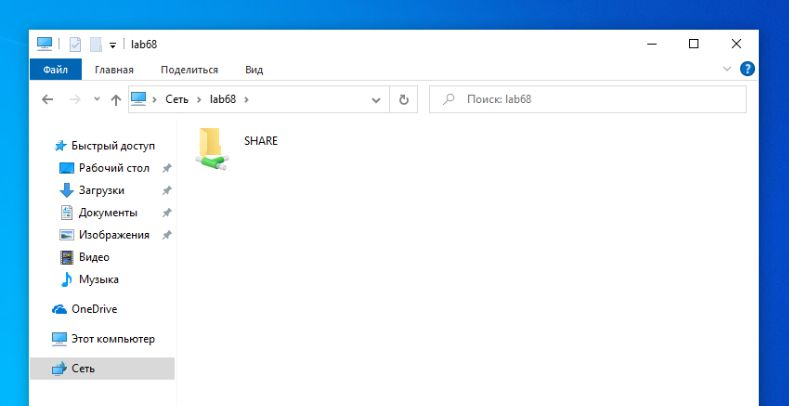 lab68
Файл Главная Поделиться Вид
Сеть lab68 Поиск: lab68
Быстрый доступ
Рабочий стол
Загрузки
Документы
Изображения
Видео
Музыка
OneDrive
Этот компьютер
Сеть
SHARE